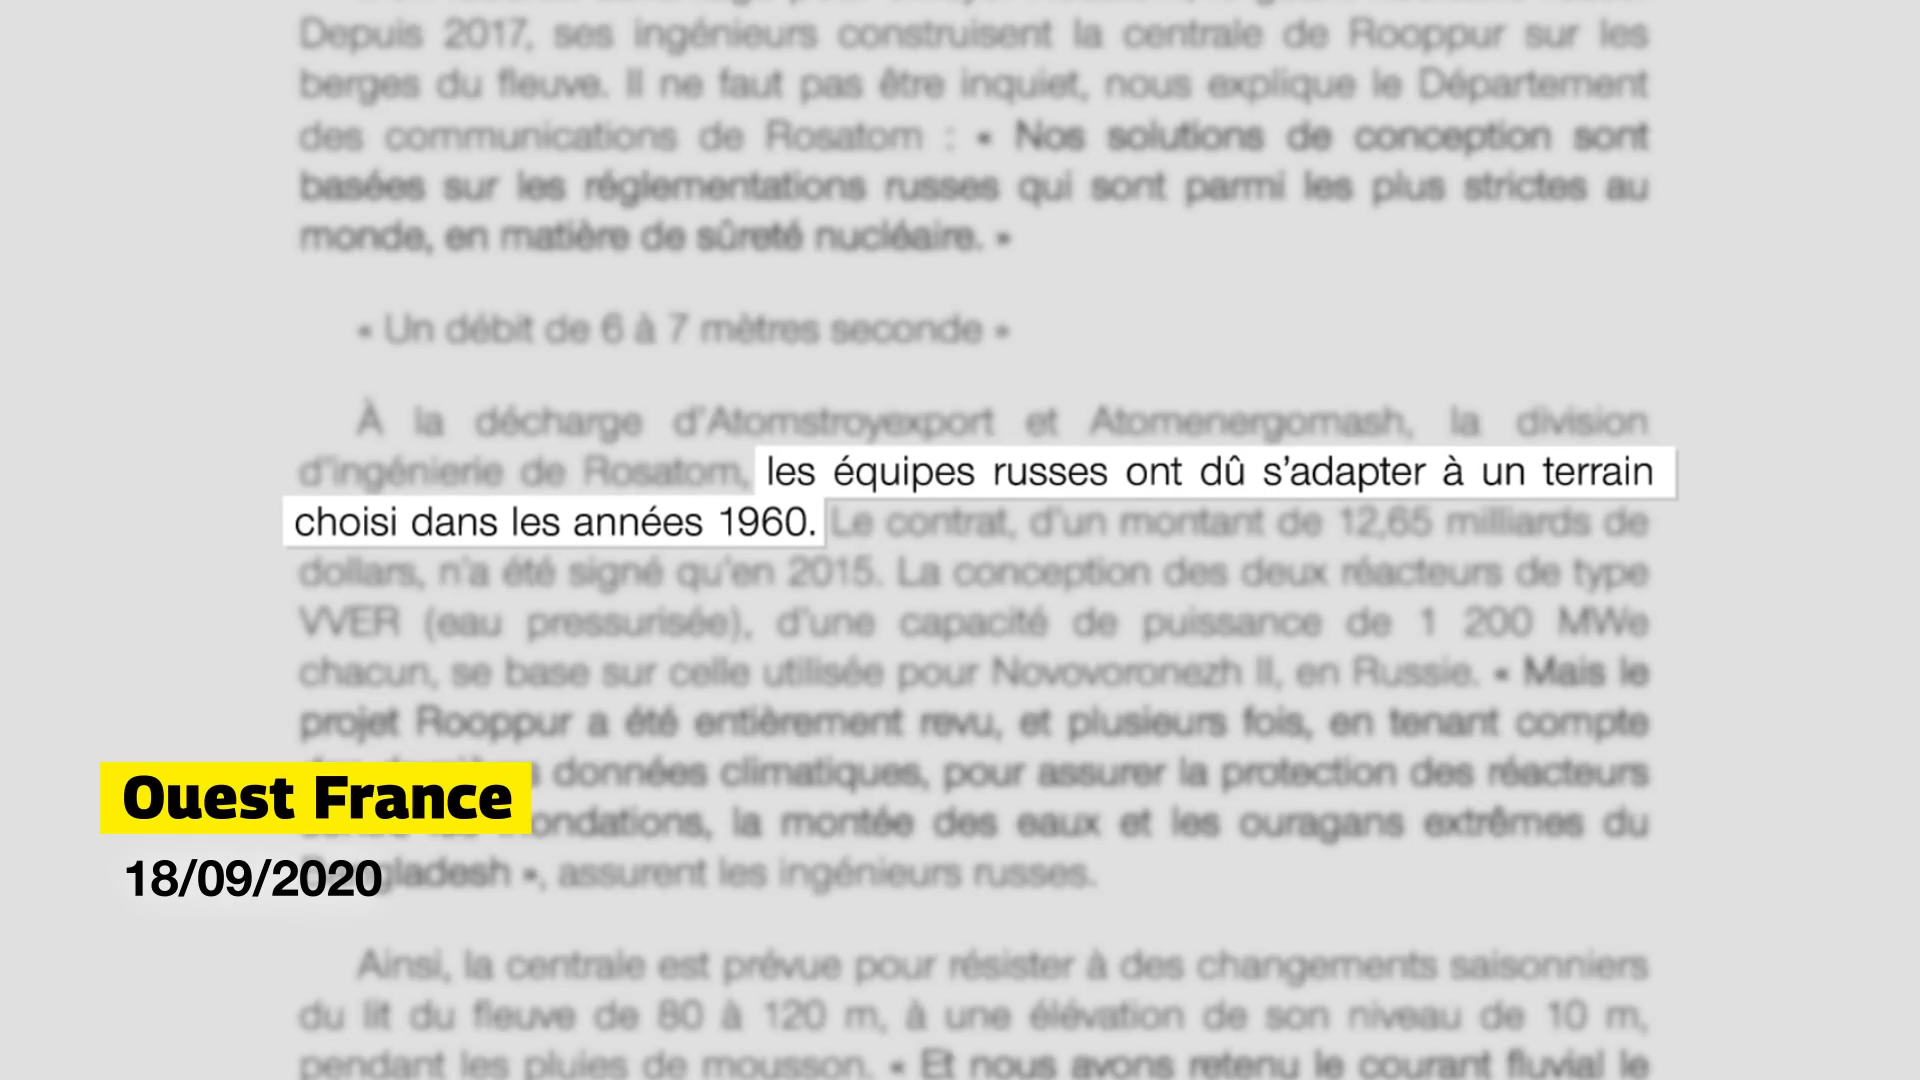 Depuis 2017, ses ingénieurs construisent la centrale de Rooppur sur les
berges du fleuve. Il ne faut pas être inquiet, nous explique le Département
des communications de Rosatom : « Nos solutions de conception sont
basées sur les réglementations russes qui sont parmi les plus strictes au
monde, en matière de sûreté nucléaire. »
« Un débit de 6 à 7 mètres seconde »
À la décharge d’Atomstroyexport et Atomenergomash, la division
d’ingénierie de Rosatom, les équipes russes ont dû s’adapter à un terrain
choisi dans les années 1960. Le contrat, d’un montant de 12,65 milliards de
dollars, n’a été signé qu’en 2015. La conception des deux réacteurs de type
VVER (eau pressurisée), d’une capacité de puissance de 1 200 MWe
chacun, se base sur celle utilisée pour Novovoronezh II, en Russie. « Mais le
projet Rooppur a été entièrement revu, et plusieurs fois, en tenant compte
données climatiques, pour assurer la protection des réacteurs
la montée des eaux et les ouragans extrêmes du
», assurent les ingénieurs russes.
Ouest France
18/09/2020
Ainsi, la centrale est prévue pour résister à des changements saisonniers
du lit du fleuve de 80 à 120 m, à une élévation de son niveau de 10 m,
pendant les pluies de mousson. « Et nous avons retenu le courant fluvial le